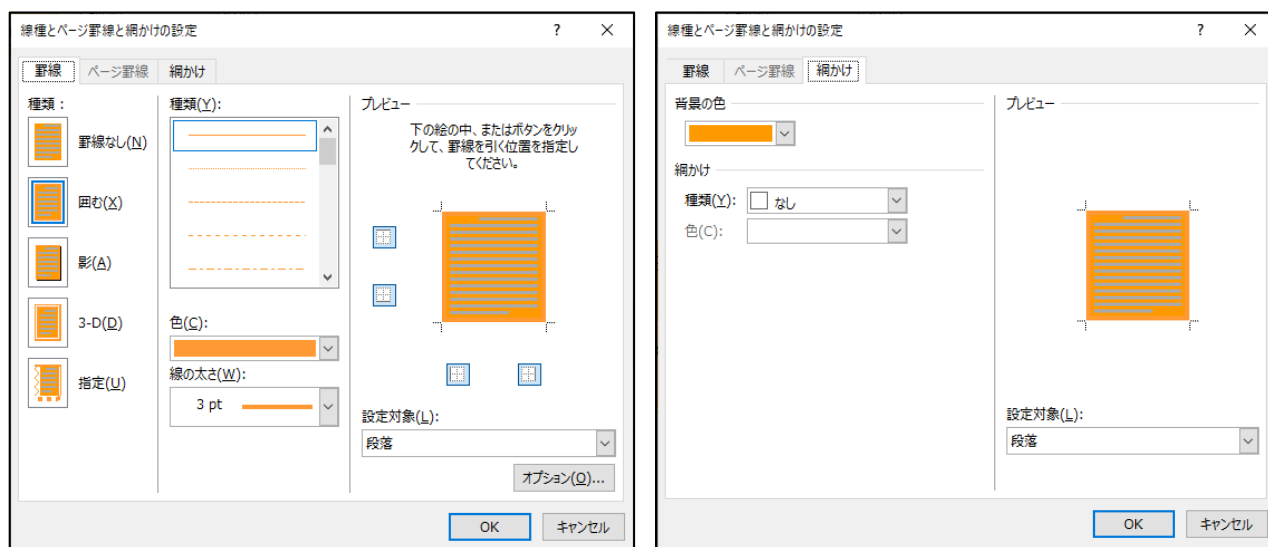 線種とページ罫線と網かけの設定
? ×
罫線 ページ罫線 網かけ
種類:
罫線なし(N)
囲む(X)
影(A)
3-D(D)
指定(U)
種類(Y):
色(C):
線の太さ(W):
3 pt
プレビュー
下の絵の中、またはボタンをクリッ
クして、罫線を引く位置を指定し
てください。
設定対象(L):
段落
オプション(O)...
OK キャンセル
線種とページ罫線と網かけの設定
? ×
罫線 ページ罫線 網かけ
背景の色
網かけ
種類(Y): なし
色(C):
プレビュー
設定対象(L):
段落
OK キャンセル